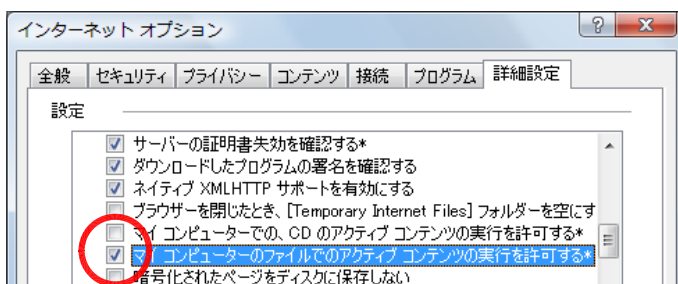 インターネット オプション
全般 セキュリティ プライバシー コンテンツ 接続 プログラム 詳細設定
設定
サーバーの証明書失効を確認する*
ダウンロードしたプログラムの署名を確認する
ネイティブ XMLHTTP サポートを有効にする
ブラウザーを閉じたとき、[Temporary Internet Files] フォルダーを空にす
マイ コンピューターでの、CD のアクティブ コンテンツの実行を許可する*
マイ コンピューターのファイルでのアクティブ コンテンツの実行を許可する*
暗号化されたページをディスクに保存しない